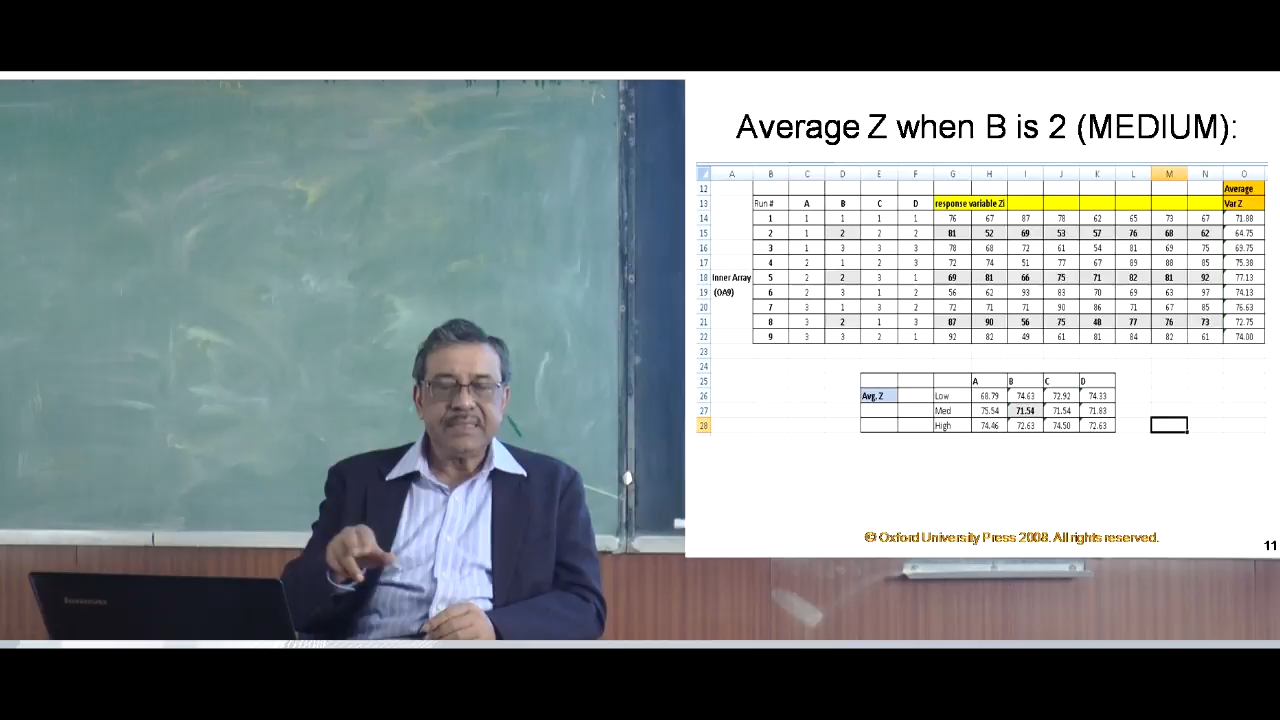 Average Z when B is 2 (MEDIUM):
A B C D E F G H I J K L M N O
12 Average
13 Run # A B C D response variable Zi Var Z
14 1 1 1 1 1 76 67 87 78 62 65 73 67 71.88
15 2 1 2 2 2 81 52 69 53 57 76 68 62 64.75
16 3 1 3 3 3 78 68 72 61 54 81 69 75 69.75
17 4 2 1 2 3 72 74 51 77 67 89 88 85 75.38
18 Inner Array 5 2 2 3 1 69 81 66 75 71 82 81 92 77.13
19 (OA9) 6 2 3 1 2 56 62 93 83 70 69 63 97 74.13
20 7 3 1 3 2 72 71 71 90 86 71 67 85 76.63
21 8 3 2 1 3 87 90 56 75 48 77 76 73 72.75
22 9 3 3 2 1 92 82 49 61 81 84 82 61 74.00
23
24
25 A B C D
26 Avg. Z Low 68.79 74.63 72.92 74.33
27 Med 75.54 71.54 71.54 71.83
28 High 74.46 72.63 74.50 72.63
© Oxford University Press 2008. All rights reserved.
11
lenovo